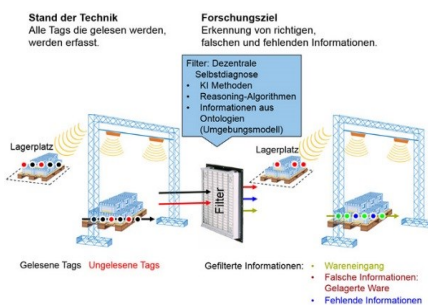 Stand der Technik
Alle Tags die gelesen werden,
werden erfasst.
Forschungsziel
Erkennung von richtigen,
falschen und fehlenden Informationen.
Filter: Dezentrale
Selbstdiagnose
• KI Methoden
• Reasoning-Algorithmen
• Informationen aus
Ontologien
(Umgebungsmodell)
Lagerplatz
Lagerplatz
Filter
Gelesene Tags Ungelesene Tags
Gefilterte Informationen:
• Wareneingang
• Falsche Informationen:
Gelagerte Ware
• Fehlende Informationen